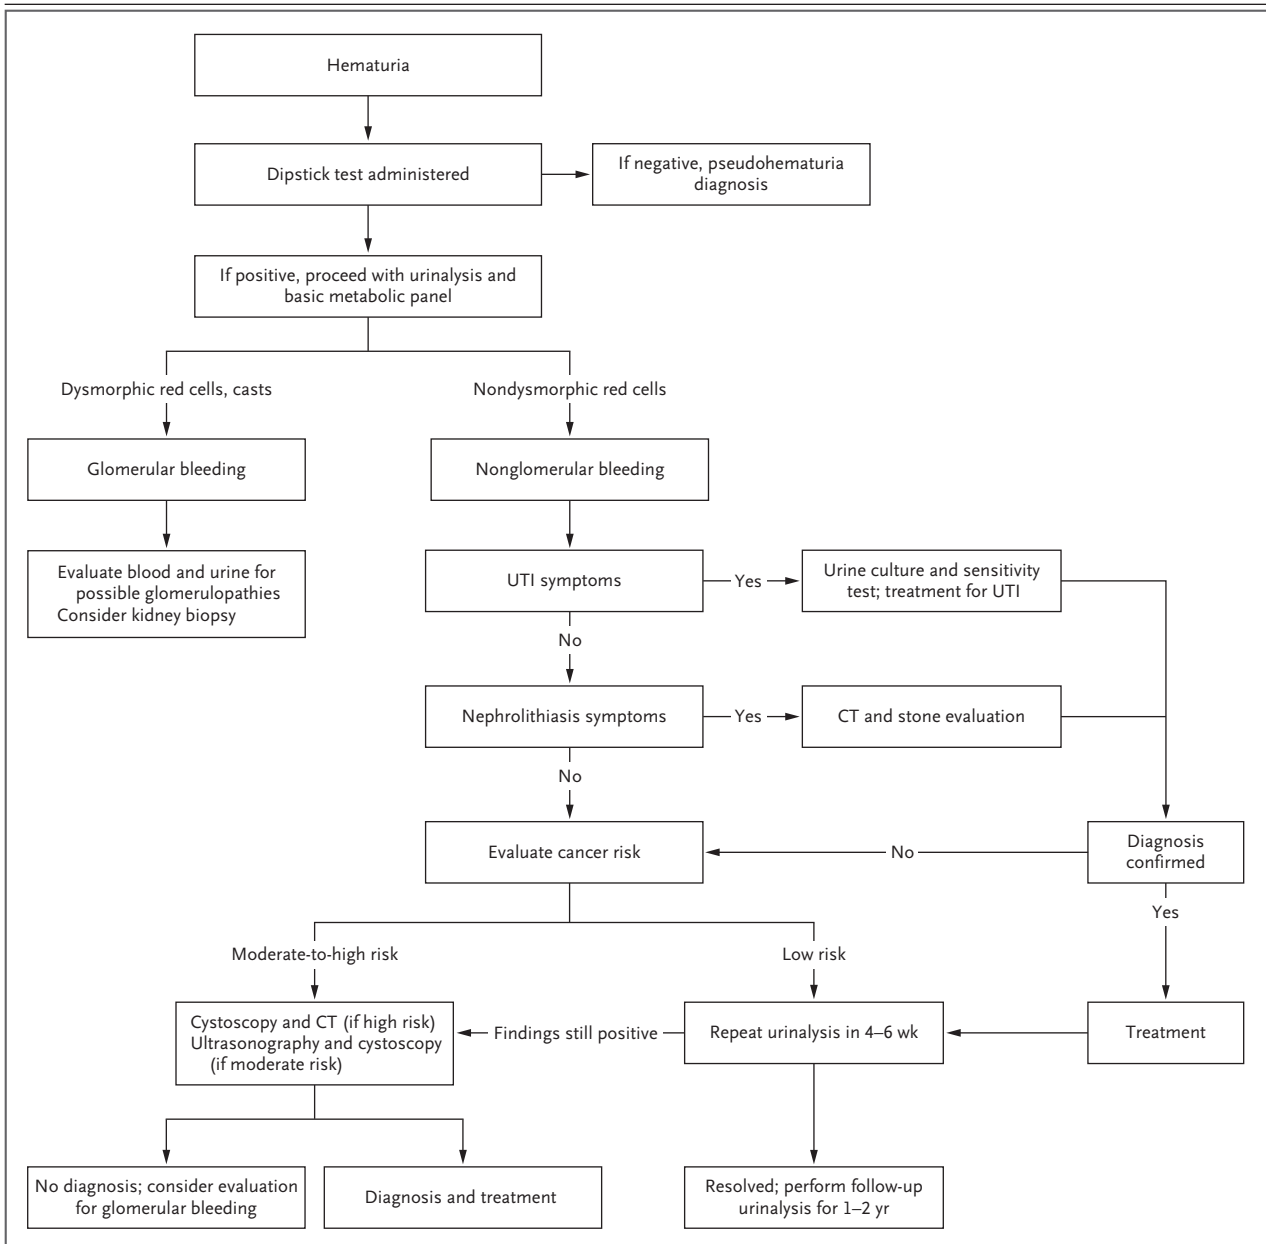 Hematuria
Dipstick test administered
If negative, pseudohematuria
diagnosis
If positive, proceed with urinalysis and
basic metabolic panel
Dysmorphic red cells, casts
Nondysmorphic red cells
Glomerular bleeding
Nonglomerular bleeding
Evaluate blood and urine for
possible glomerulopathies
Consider kidney biopsy
UTI symptoms
Yes
Urine culture and sensitivity
test; treatment for UTI
No
Nephrolithiasis symptoms
Yes
CT and stone evaluation
No
Evaluate cancer risk
No
Diagnosis
confirmed
Yes
Moderate-to-high risk
Low risk
Cystoscopy and CT (if high risk)
Ultrasonography and cystoscopy
(if moderate risk)
Findings still positive
Repeat urinalysis in 4–6 wk
Treatment
No diagnosis; consider evaluation
for glomerular bleeding
Diagnosis and treatment
Resolved; perform follow-up
urinalysis for 1–2 yr